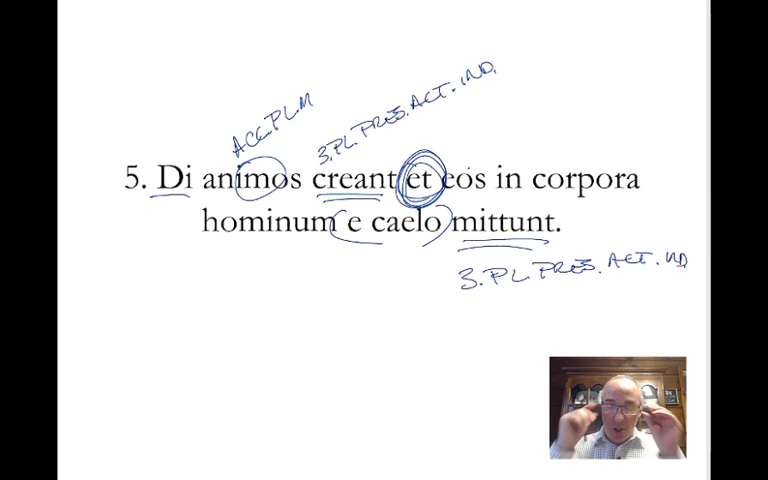 ACC.PL.M 3.PL.PRES.ACT.IND.
5. Di animos creant et eos in corpora
hominum e caelo mittunt.
3.PL.PRES.ACT.IND